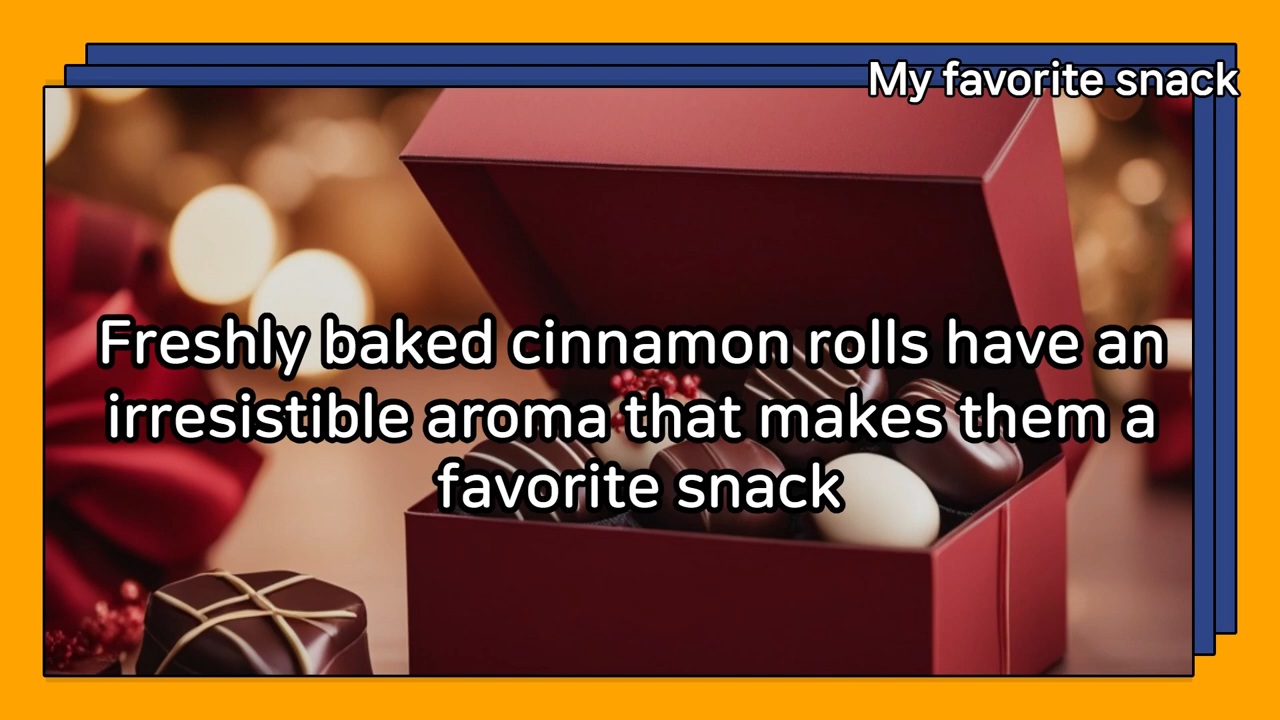 My favorite snack
Freshly baked cinnamon rolls have an
irresistible aroma that makes them a
favorite snack